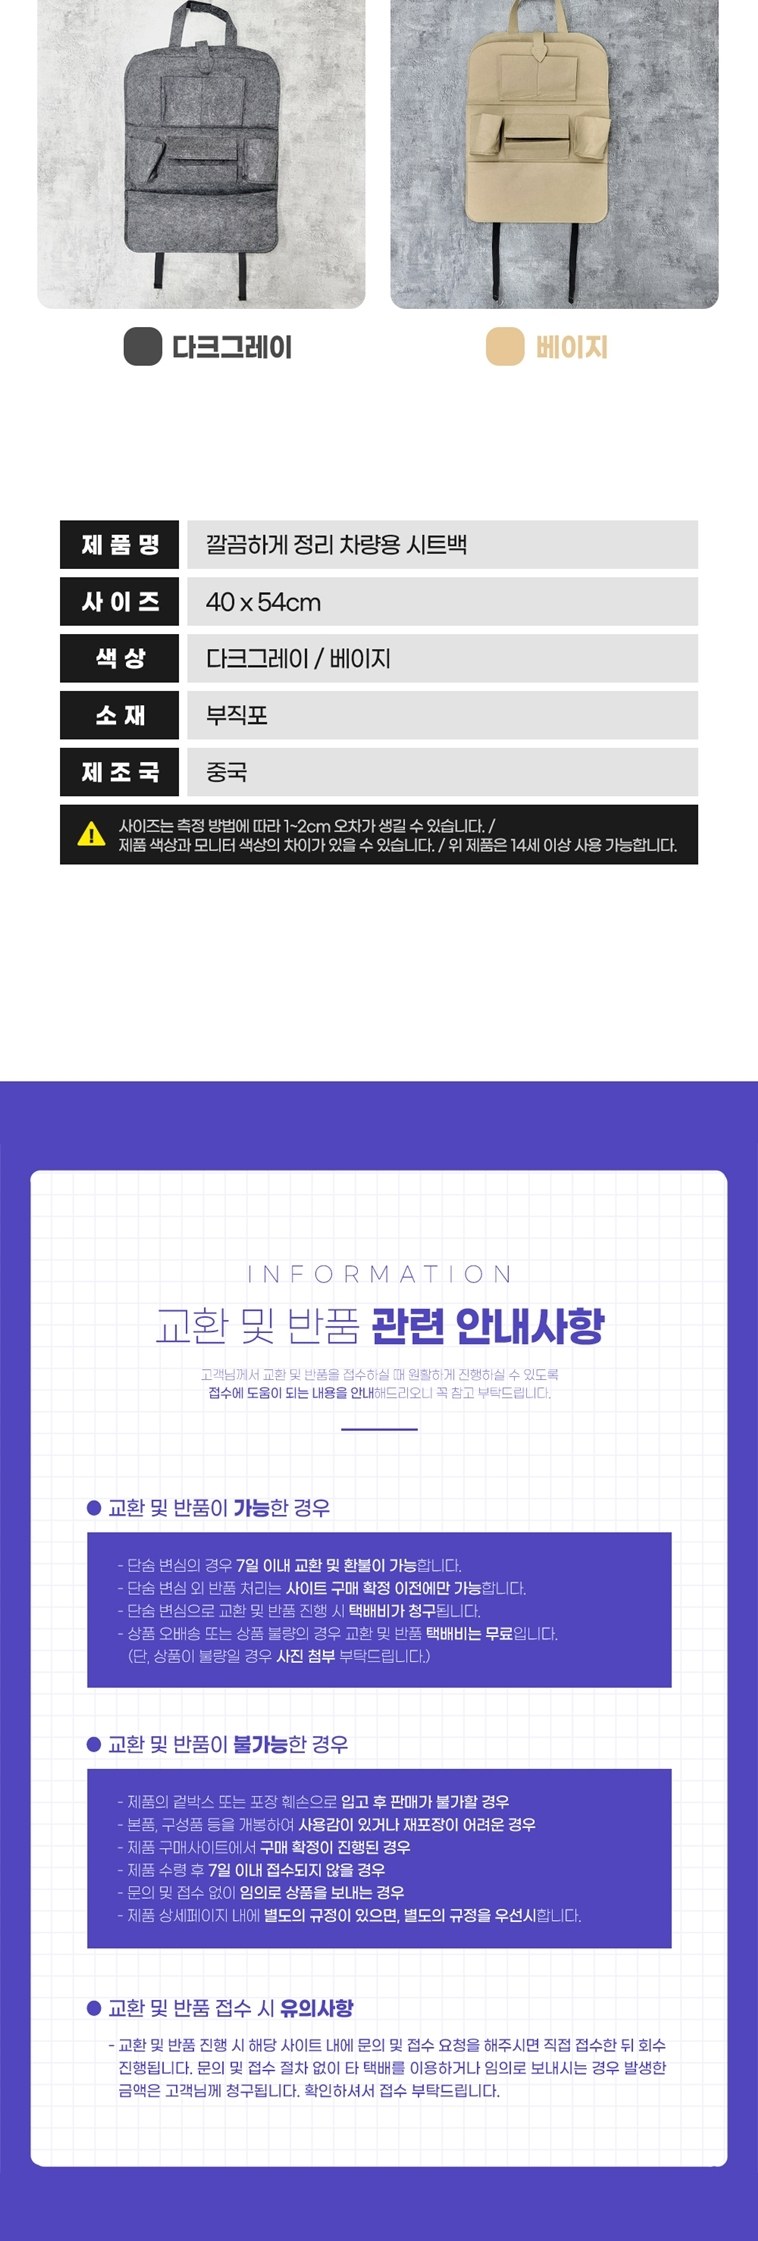 다크그레이
베이지
제품명
깔끔하게 정리 차량용 시트백
사이즈
40 x 54cm
색상
다크그레이 / 베이지
소재
부직포
제조국
중국
사이즈는 측정 방법에 따라 1~2cm 오차가 생길 수 있습니다. /
제품 색상과 모니터 색상의 차이가 있을 수 있습니다. / 위 제품은 14세 이상 사용 가능합니다.
INFORMATION
교환 및 반품 관련 안내사항
고객님께서 교환 및 반품을 접수하실 때 원활하게 진행하실 수 있도록
접수에 도움이 되는 내용을 안내해드리오니 꼭 참고 부탁드립니다.
● 교환 및 반품이 가능한 경우
- 단순 변심의 경우 7일 이내 교환 및 환불이 가능합니다.
- 단순 변심 외 반품 처리는 사이트 구매 확정 이전에만 가능합니다.
- 단순 변심으로 교환 및 반품 진행 시 택배비가 청구됩니다.
- 상품 오배송 또는 상품 불량의 경우 교환 및 반품 택배비는 무료입니다.
(단, 상품이 불량일 경우 사진 첨부 부탁드립니다.)
● 교환 및 반품이 불가능한 경우
- 제품의 겉박스 또는 포장 훼손으로 입고 후 판매가 불가할 경우
- 본품, 구성품 등을 개봉하여 사용감이 있거나 재포장이 어려운 경우
- 제품 구매사이트에서 구매 확정이 진행된 경우
- 제품 수령 후 7일 이내 접수되지 않을 경우
- 문의 및 접수 없이 임의로 상품을 보내는 경우
- 제품 상세페이지 내에 별도의 규정이 있으면, 별도의 규정을 우선시합니다.
● 교환 및 반품 접수 시 유의사항
- 교환 및 반품 진행 시 해당 사이트 내에 문의 및 접수 요청을 해주시면 직접 접수한 뒤 회수
진행됩니다. 문의 및 접수 절차 없이 타 택배를 이용하거나 임의로 보내시는 경우 발생한
금액은 고객님께 청구됩니다. 확인하셔서 접수 부탁드립니다.